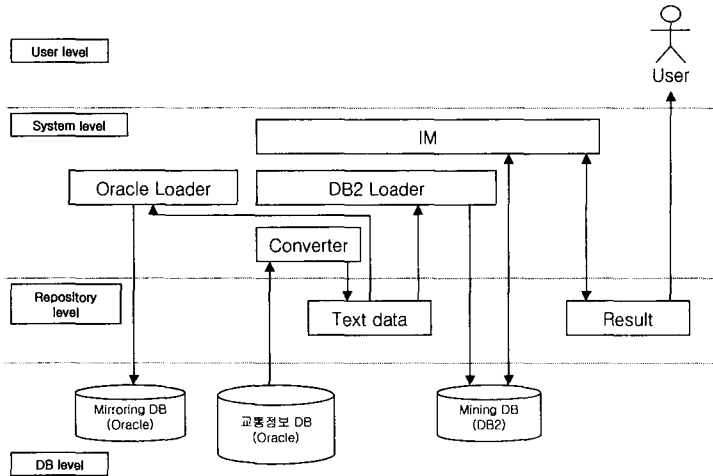 User level
User
System level
IM
Oracle Loader
DB2 Loader
Converter
Repository
level
Text data
Result
Mirroring DB
(Oracle)
교통정보 DB
(Oracle)
Mining DB
(DB2)
DB level